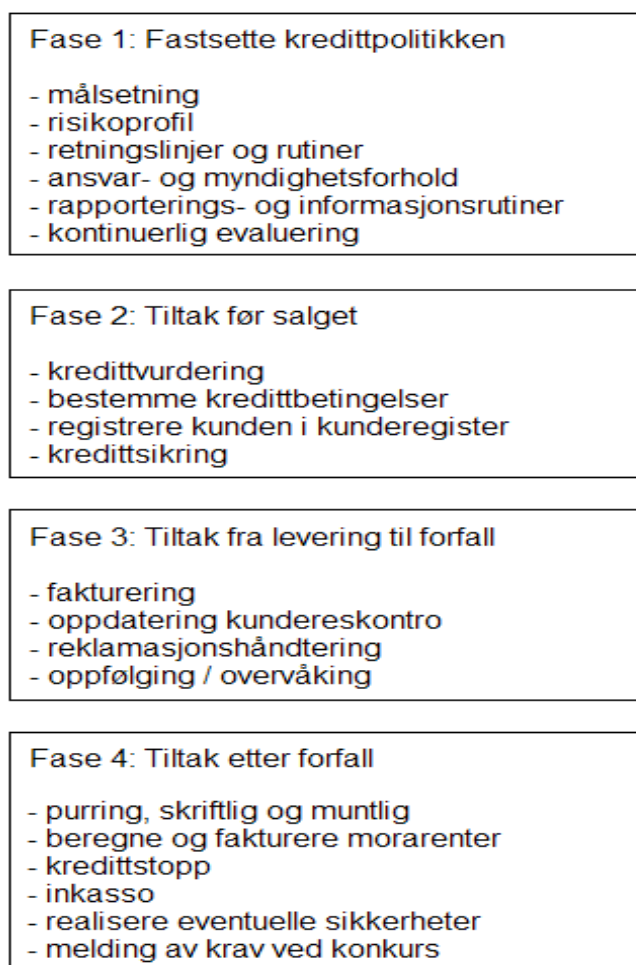 Fase 1: Fastsette kredittpolitikken
- målsetning
- risikoprofil
- retningslinjer og rutiner
- ansvar- og myndighetsforhold
- rapporterings- og informasjonsrutiner
- kontinuerlig evaluering
Fase 2: Tiltak før salget
- kredittvurdering
- bestemme kredittbetingelser
- registrere kunden i kunderegister
- kredittsikring
Fase 3: Tiltak fra levering til forfall
- fakturering
- oppdatering kundereskontro
- reklamasjonshåndtering
- oppfølging / overvåking
Fase 4: Tiltak etter forfall
- purring, skriftlig og muntlig
- beregne og fakturere morarenter
- kredittstopp
- inkasso
- realisere eventuelle sikkerheter
- melding av krav ved konkurs